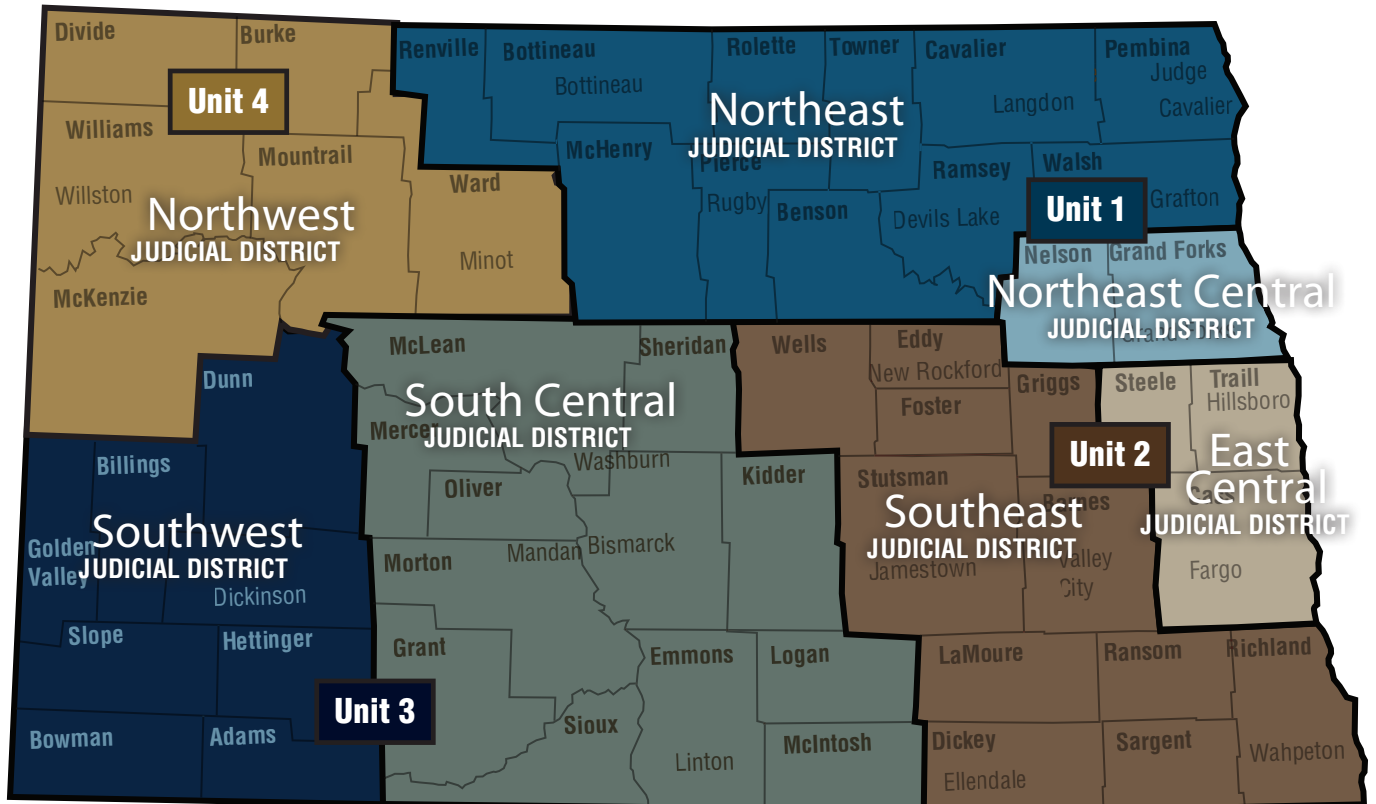 Divide
Burke
Renville
Bottineau
Rolette
Towner
Cavalier
Pembina
Bottineau
Judge
Langdon
Cavalier
Unit 4
Northeast
JUDICIAL DISTRICT
Williams
Mountrail
McHenry
Pierce
Ramsey
Walsh
Willston
Ward
Rugby
Benson
Devils Lake
Unit 1
Grafton
Northwest
JUDICIAL DISTRICT
Minot
Nelson
Grand Forks
McKenzie
Northeast Central
JUDICIAL DISTRICT
Grand Forks
McLean
Sheridan
Wells
Eddy
New Rockford
Dunn
Griggs
Steele
Traill
Hillsboro
South Central
JUDICIAL DISTRICT
Foster
Mercer
Unit 2
East
Central
JUDICIAL DISTRICT
Billings
Washburn
Oliver
Kidder
Stutsman
Barnes
Cass
Southwest
JUDICIAL DISTRICT
Southeast
JUDICIAL DISTRICT
Golden
Valley
Morton
Mandan
Bismarck
Jamestown
Valley
City
Fargo
Dickinson
Slope
Hettinger
Grant
Emmons
Logan
LaMoure
Ransom
Richland
Unit 3
Sioux
Bowman
Adams
McIntosh
Dickey
Sargent
Linton
Ellendale
Wahpeton